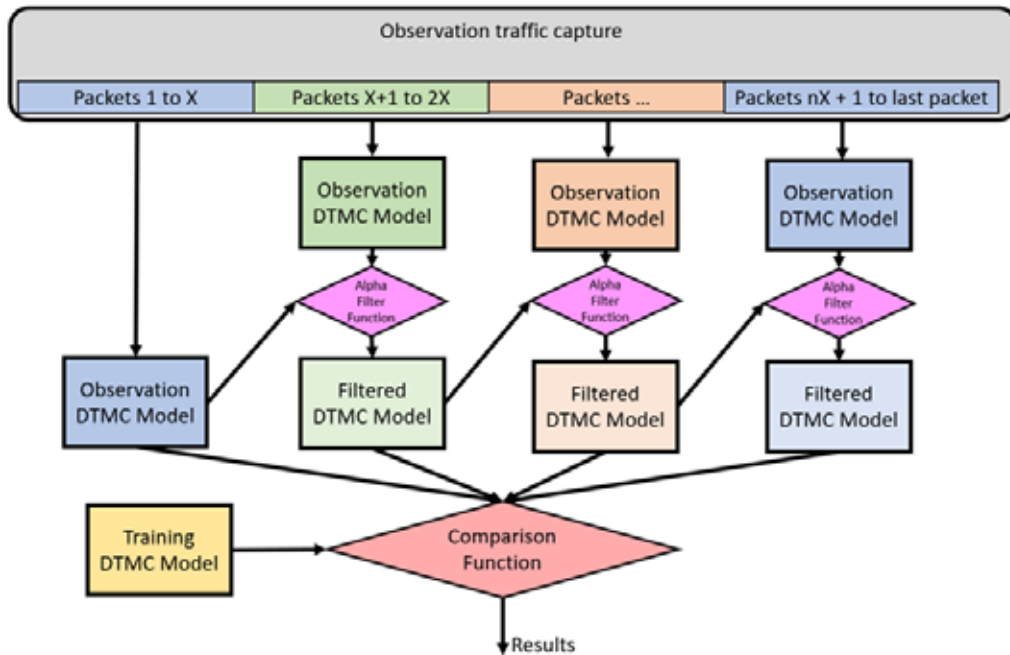 Observation traffic capture
Packets 1 to X
Packets X+1 to 2X
Packets ...
Packets nX + 1 to last packet
Observation
DTMC Model
Observation
DTMC Model
Observation
DTMC Model
Alpha
Filter
Function
Alpha
Filter
Function
Alpha
Filter
Function
Observation
DTMC Model
Filtered
DTMC Model
Filtered
DTMC Model
Filtered
DTMC Model
Training
DTMC Model
Comparison
Function
Results